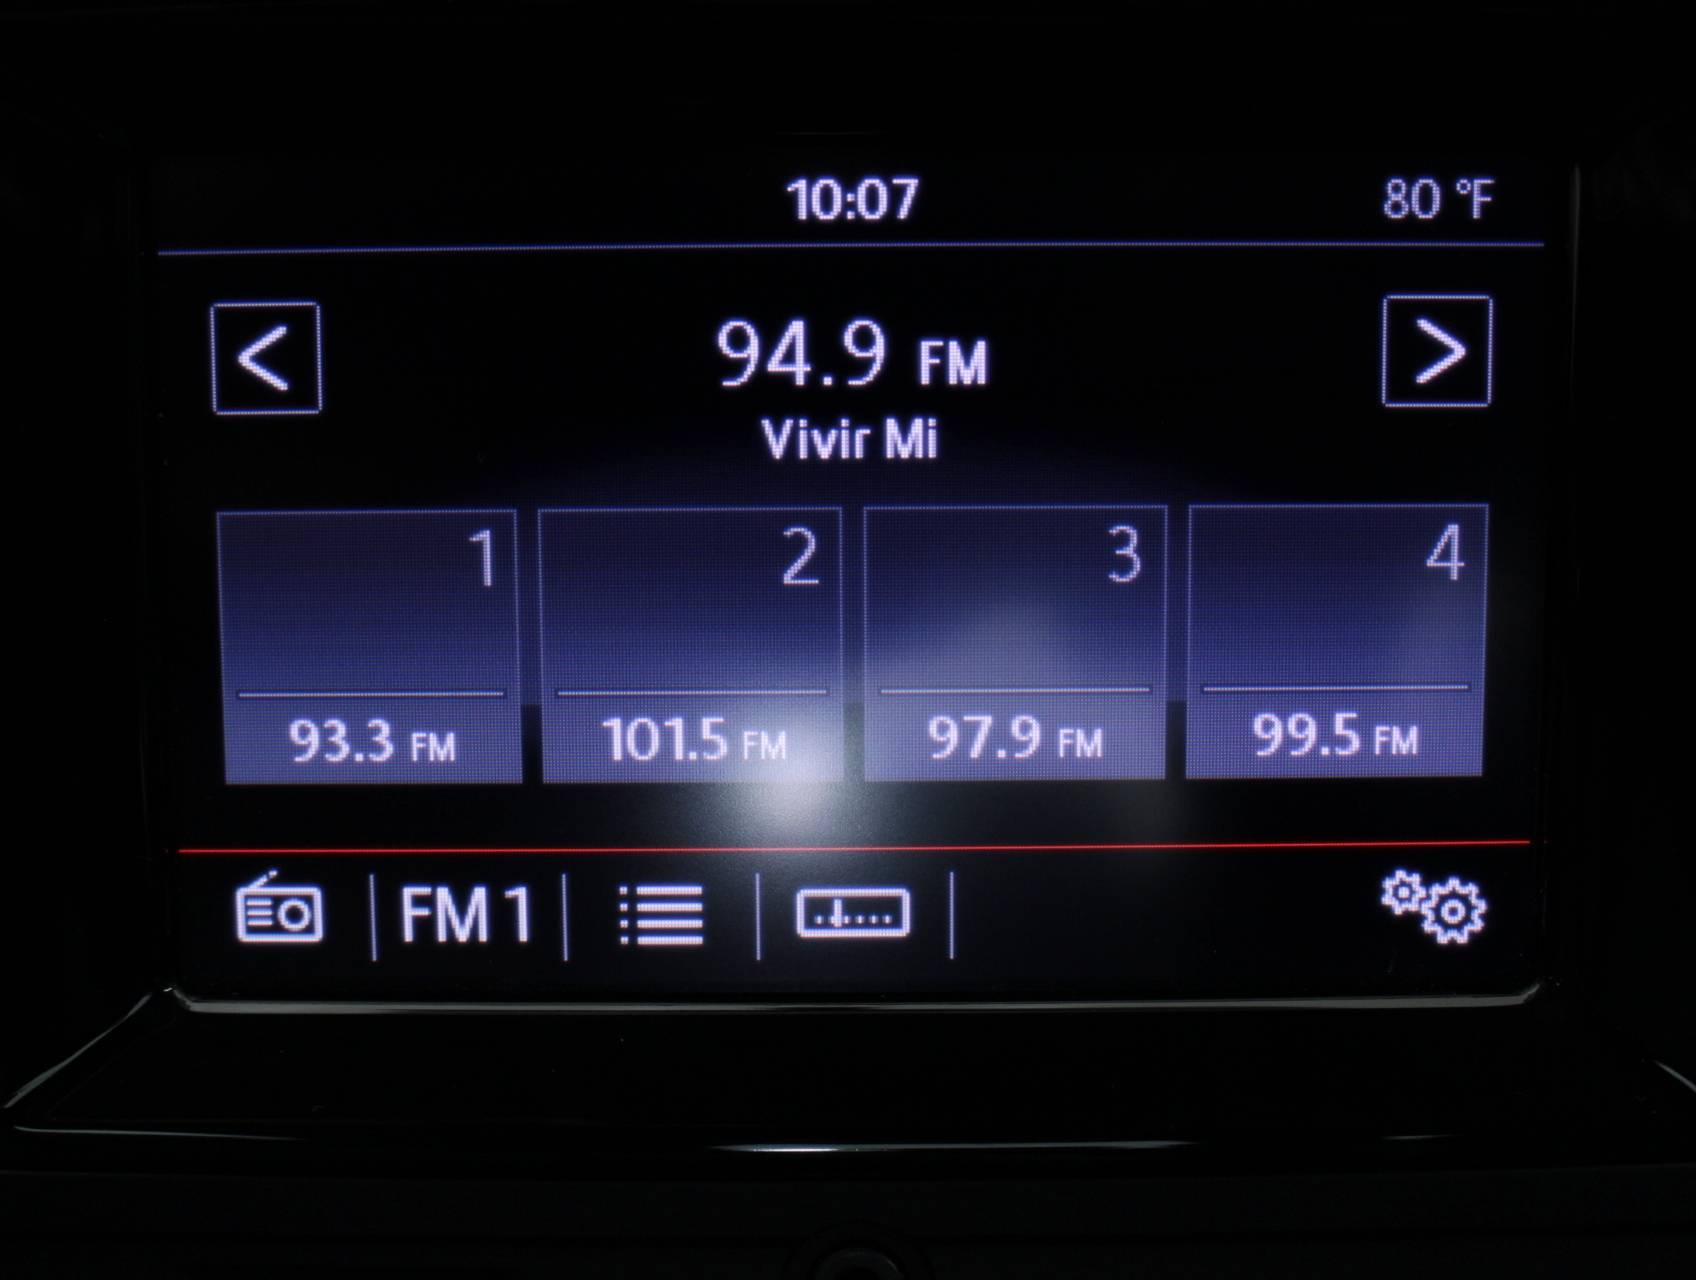 10:07 80 °F
< 94.9 FM >
Vivir Mi
1 2 3 4
93.3 FM 101.5 FM 97.9 FM 99.5 FM
FM 1